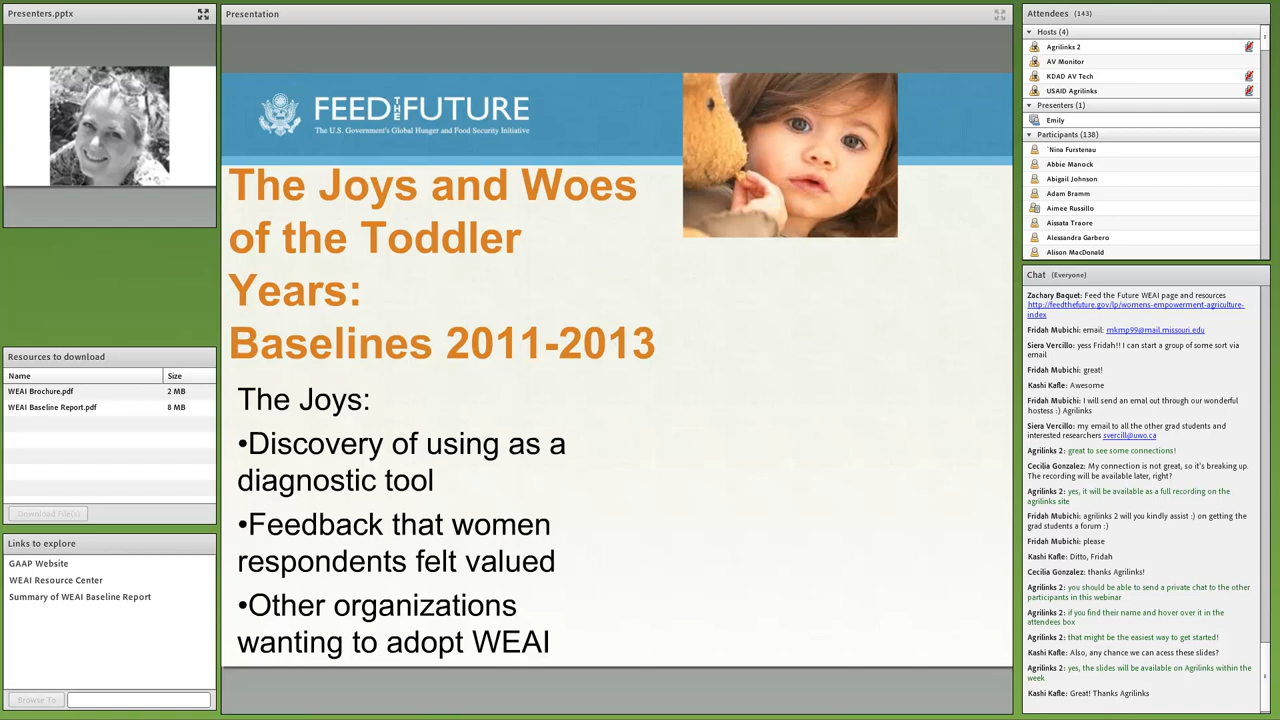 Presenters.pptx
Presentation
FEED THE FUTURE
The U.S. Government's Global Hunger and Food Security Initiative
The Joys and Woes
of the Toddler
Years:
Baselines 2011-2013
The Joys:
•Discovery of using as a
diagnostic tool
•Feedback that women
respondents felt valued
•Other organizations
wanting to adopt WEAI
Resources to download
Name Size
WEAI Brochure.pdf 2 MB
WEAI Baseline Report.pdf 8 MB
Download File(s)
Links to explore
GAAP Website
WEAI Resource Center
Summary of WEAI Baseline Report
Browse To
Attendees (143)
Hosts (4)
Agrilinks 2
AV Monitor
KDAD AV Tech
USAID Agrilinks
Presenters (1)
Emily
Participants (138)
`Nina Furstenau
Abbie Manock
Abigail Johnson
Adam Bramm
Aimee Russillo
Aissata Traore
Alessandra Garbero
Alison MacDonald
Chat (Everyone)
Zachary Baquet: Feed the Future WEAI page and resources
http://feedthefuture.gov/lp/womens-empowerment-agriculture-
index
Fridah Mubichi: email: mkmp99@mail.missouri.edu
Siera Vercillo: yess Fridah!! I can start a group of some sort via
email
Fridah Mubichi: great!
Kashi Kafle: Awesome
Fridah Mubichi: I will send an emal out through our wonderful
hostess :) Agrilinks
Siera Vercillo: my email to all the other grad students and
interested researchers svercill@uwo.ca
Agrilinks 2: great to see some connections!
Cecilia Gonzalez: My connection is not great, so it's breaking up.
The recording will be available later, right?
Agrilinks 2: yes, it will be available as a full recording on the
agrilinks site
Fridah Mubichi: agrilinks 2 will you kindly assist :) on getting the
grad students a forum :)
Fridah Mubichi: please
Kashi Kafle: Ditto, Fridah
Cecilia Gonzalez: thanks Agrilinks!
Agrilinks 2: you should be able to send a private chat to the other
participants in this webinar
Agrilinks 2: if you find their name and hover over it in the
attendees box
Agrilinks 2: that might be the easiest way to get started!
Kashi Kafle: Also, any chance we can acess these slides?
Agrilinks 2: yes, the slides will be available on Agrilinks within the
week
Kashi Kafle: Great! Thanks Agrilinks